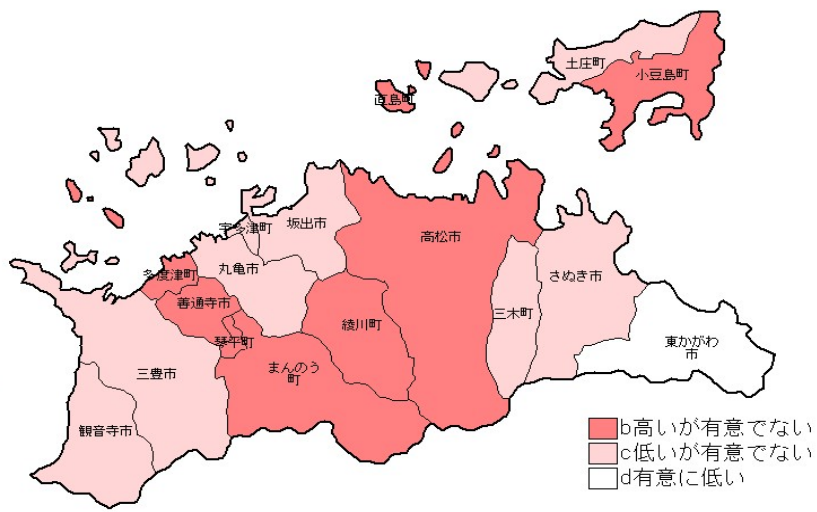 土庄町
小豆島町
直島町
宇多津町
坂出市
高松市
多度津町
丸亀市
さぬき市
善通寺市
綾川町
三木町
琴平町
東かがわ
市
まんのう
町
三豊市
観音寺市
b高いが有意でない
c低いが有意でない
d有意に低い